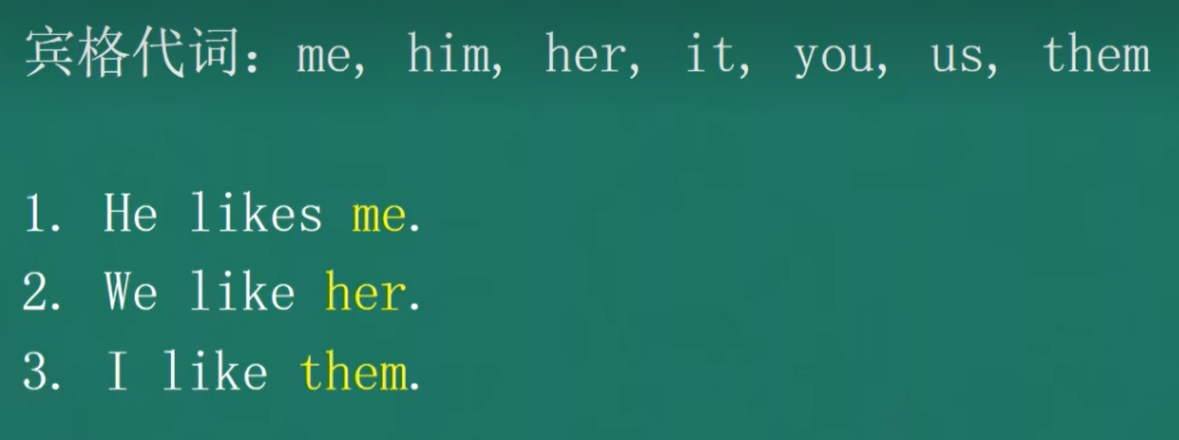 宾格代词：me, him, her, it, you, us, them
1. He likes me.
2. We like her.
3. I like them.